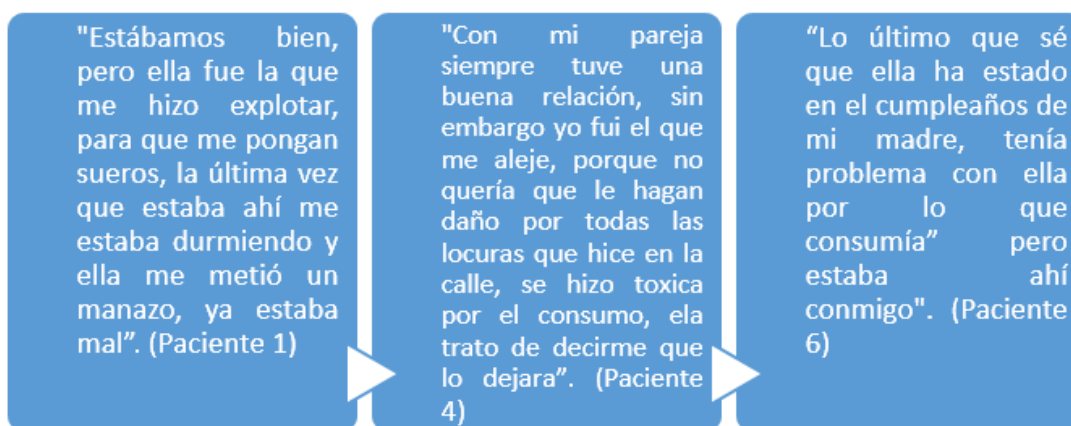 "Estábamos bien,
pero ella fue la que
me hizo explotar,
para que me pongan
sueros, la última vez
que estaba ahí me
estaba durmiendo y
ella me metió un
manazo, ya estaba
mal”. (Paciente 1)
"Con mi pareja
siempre tuve una
buena relación, sin
embargo yo fui el que
me aleje, porque no
quería que le hagan
daño por todas las
locuras que hice en la
calle, se hizo toxica
por el consumo, ela
trato de decirme que
lo dejara”. (Paciente
4)
“Lo último que sé
que ella ha estado
en el cumpleaños de
mi madre, tenía
problema con ella
por lo que
consumía” pero
estaba ahí
conmigo". (Paciente
6)